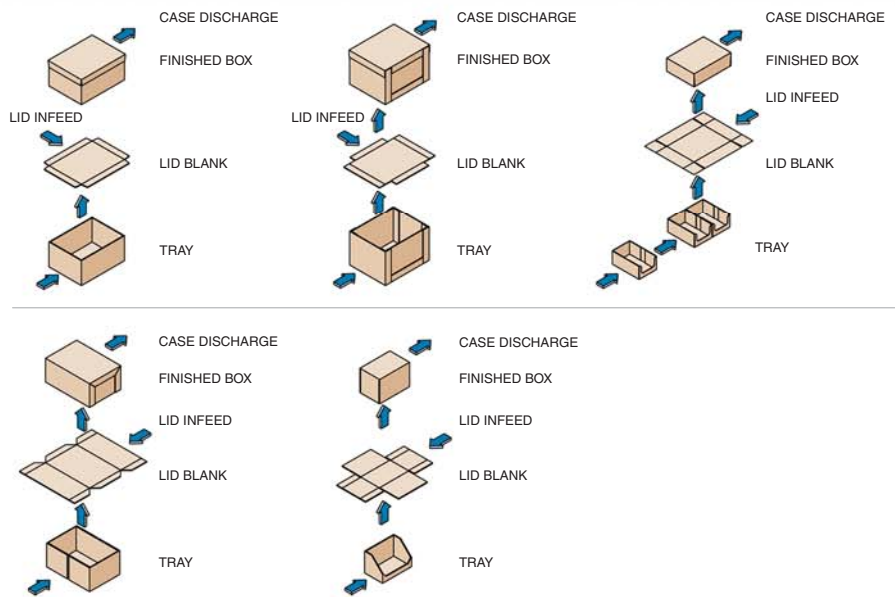 CASE DISCHARGE
FINISHED BOX
LID INFEED
LID BLANK
TRAY
CASE DISCHARGE
FINISHED BOX
LID INFEED
LID BLANK
TRAY
CASE DISCHARGE
FINISHED BOX
LID INFEED
LID BLANK
TRAY
CASE DISCHARGE
FINISHED BOX
LID INFEED
LID BLANK
TRAY
CASE DISCHARGE
FINISHED BOX
LID INFEED
LID BLANK
TRAY